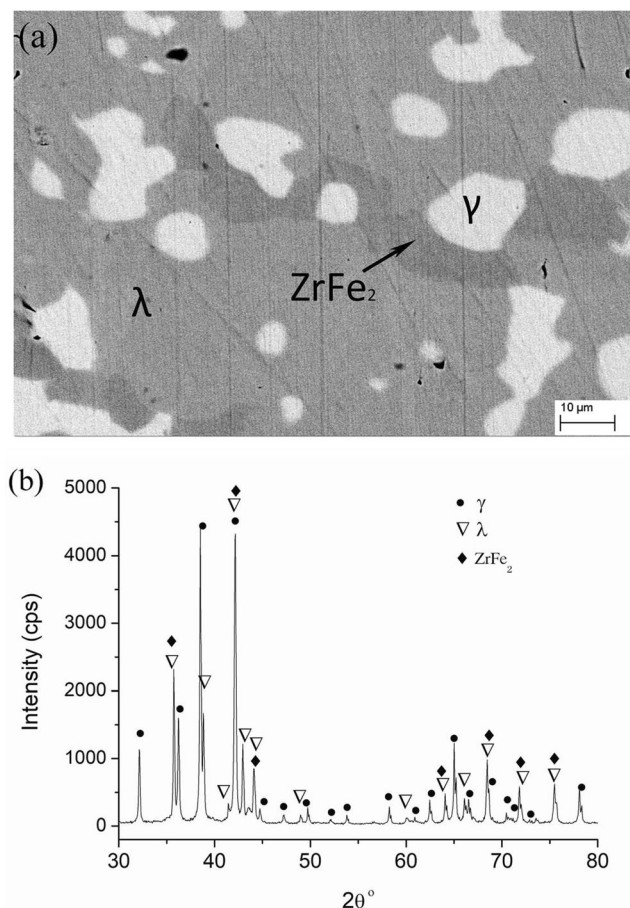 (a)
γ
ZrFe₂
λ
10 µm
(b)
5000
4000
3000
2000
1000
0
Intensity (cps)
γ
λ
ZrFe₂
30 40 50 60 70 80
2θ°